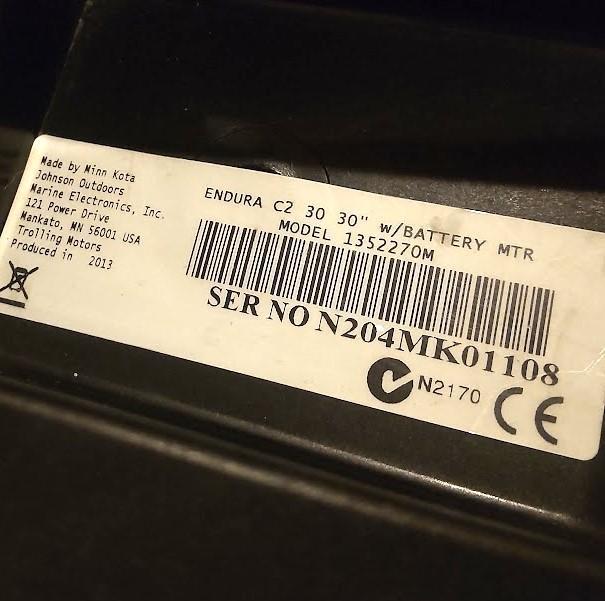 Made by Minn Kota
Johnson Outdoors
Marine Electronics, Inc.
121 Power Drive
Mankato, MN 56001 USA
Trolling Motors
Produced in 2013
ENDURA C2 30 30" w/BATTERY MTR
MODEL 1352270M
SER NO N204MK01108
N2170
CE